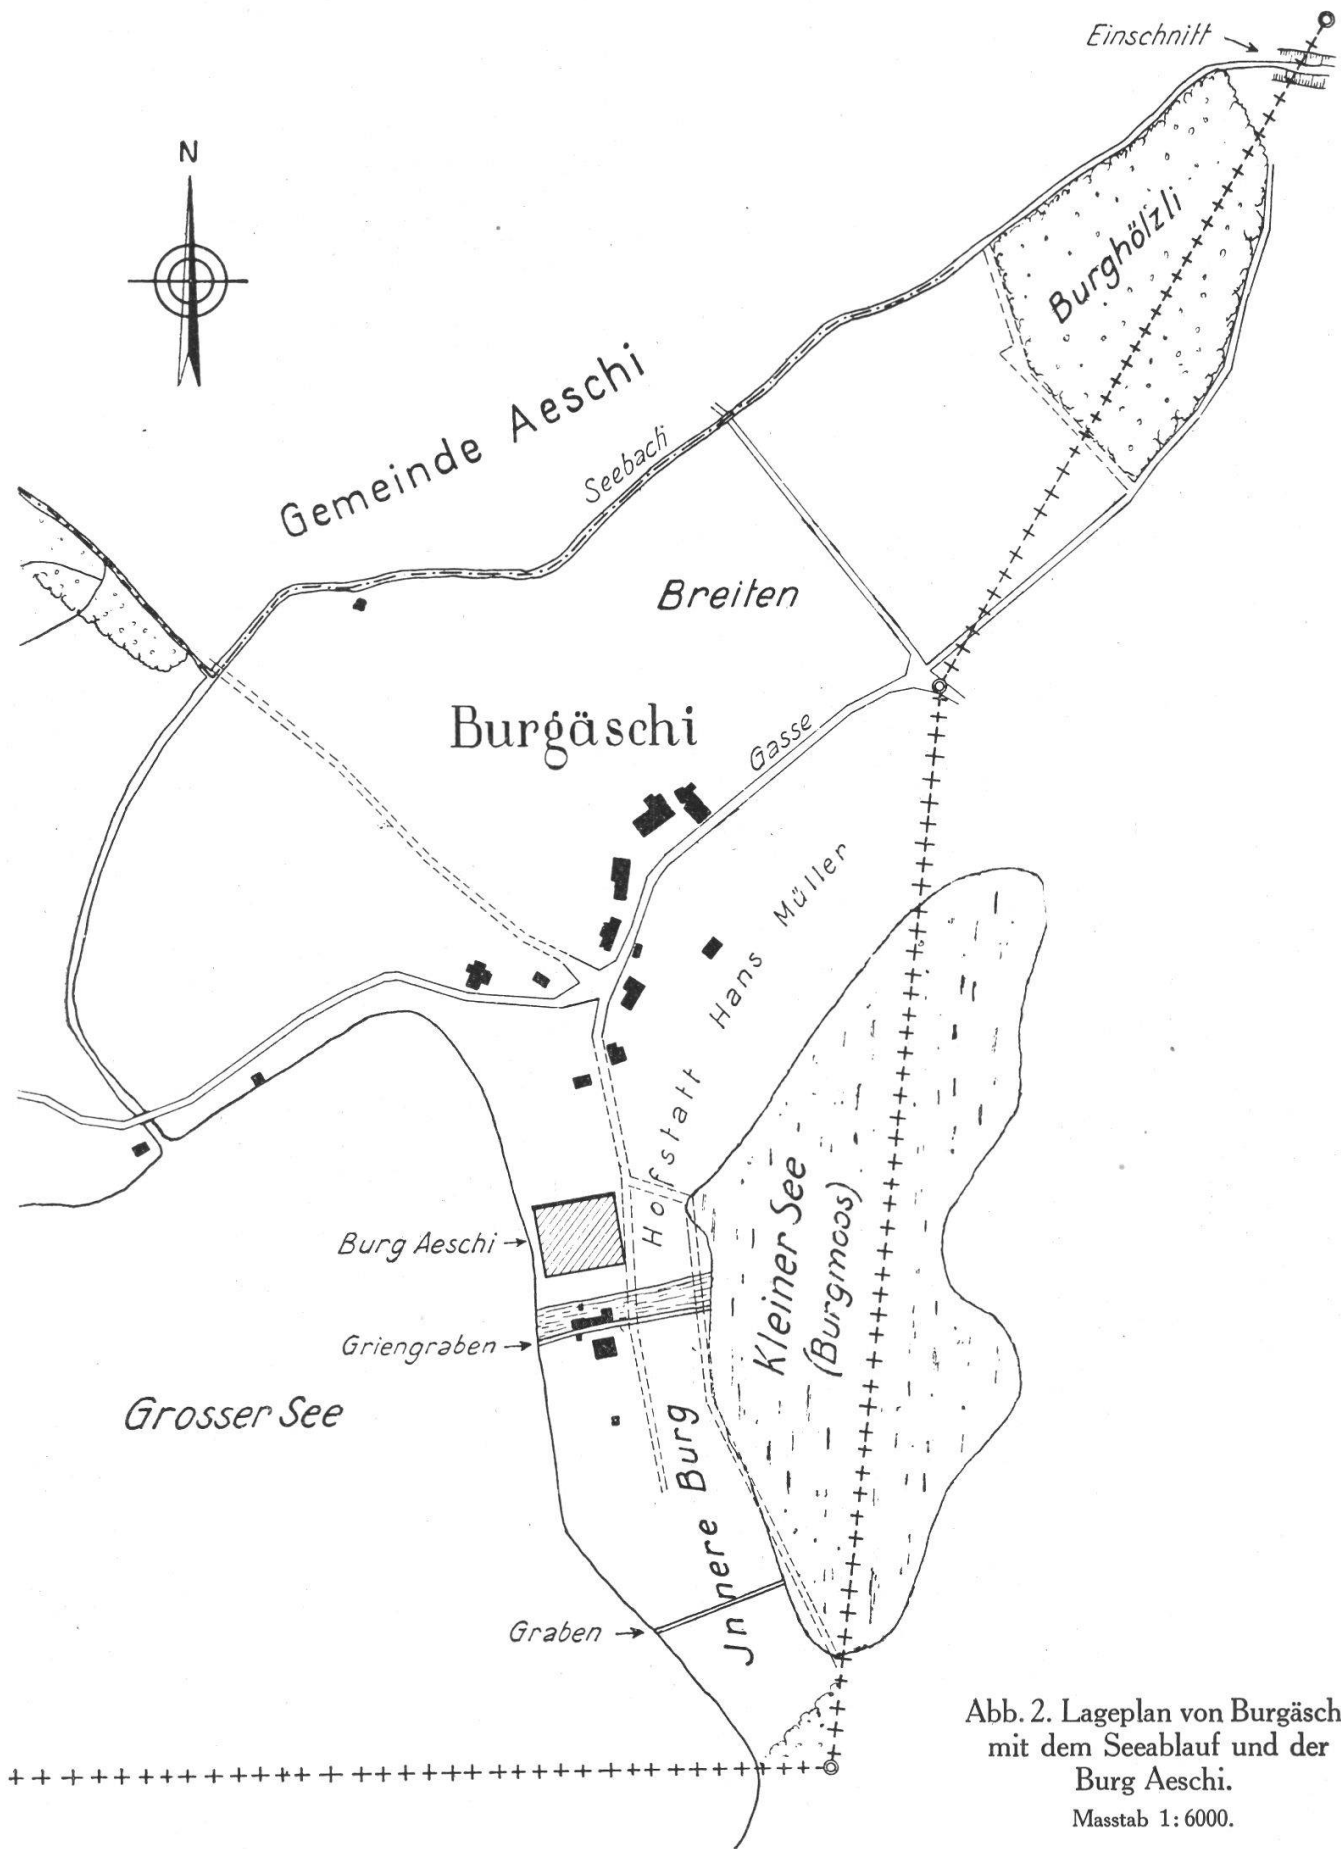 Einschnitt
N
Burghölzli
Gemeinde Aeschi
Seebach
Breiten
Burgäschi
Gasse
Hofstatt Hans Müller
Kleiner See
(Burgmoos)
Burg Aeschi
Griengraben
Grosser See
Jnnere Burg
Graben
Abb. 2. Lageplan von Burgäsch
mit dem Seeablauf und der
Burg Aeschi.
Masstab 1:6000.